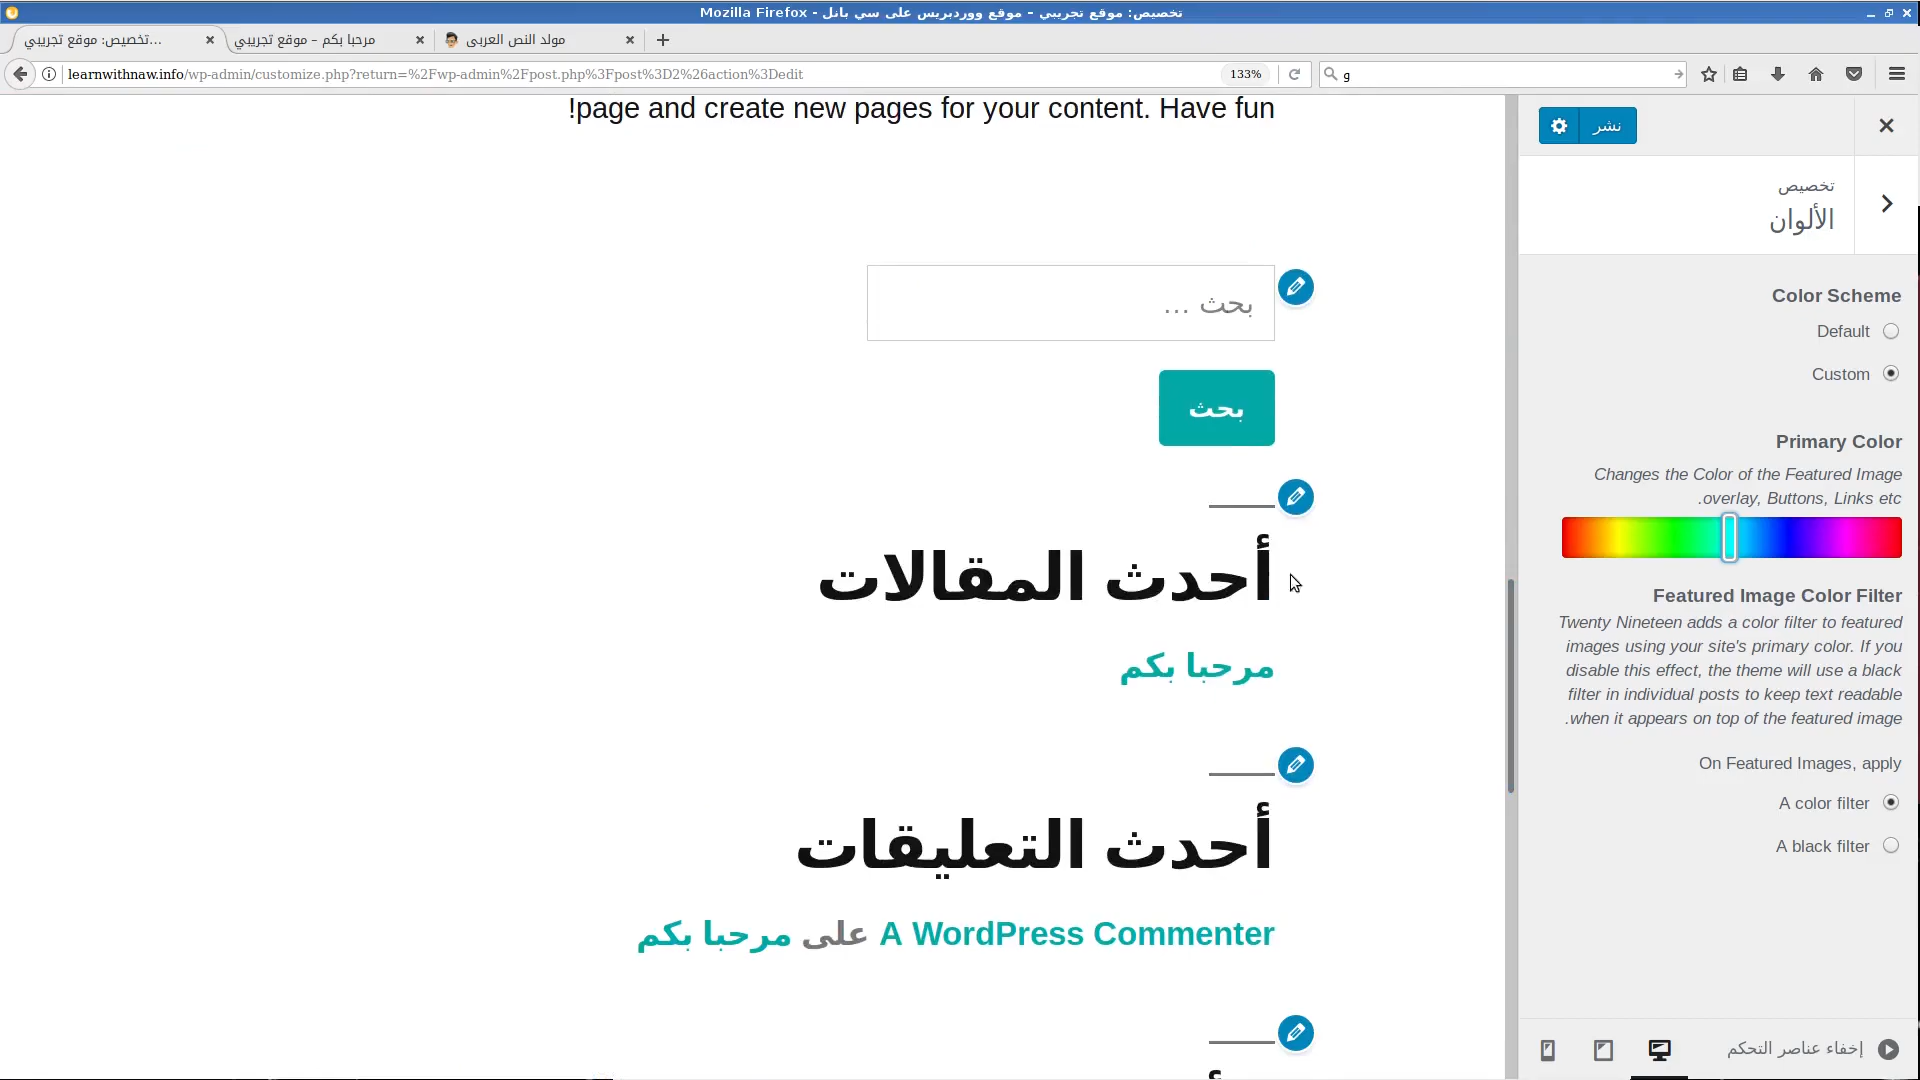 تخصيص: موقع تجريبي - موقع ووردبريس على سي بانل - Mozilla Firefox
تخصيص: موقع تجريبي...
مرحبا بكم – موقع تجريبي
مولد النص العربى
learnwithnaw.info/wp-admin/customize.php?return=%2Fwp-admin%2Fpost.php%3Fpost%3D2%26action%3Dedit
133%
و
page and create new pages for your content. Have fun!
بحث ...
بحث
أحدث المقالات
مرحبا بكم
أحدث التعليقات
A WordPress Commenter على مرحبا بكم
نشر
تخصيص
الألوان
Color Scheme
Default
Custom
Primary Color
Changes the Color of the Featured Image
overlay, Buttons, Links etc.
Featured Image Color Filter
Twenty Nineteen adds a color filter to featured
images using your site's primary color. If you
disable this effect, the theme will use a black
filter in individual posts to keep text readable
when it appears on top of the featured image.
On Featured Images, apply
A color filter
A black filter
إخفاء عناصر التحكم